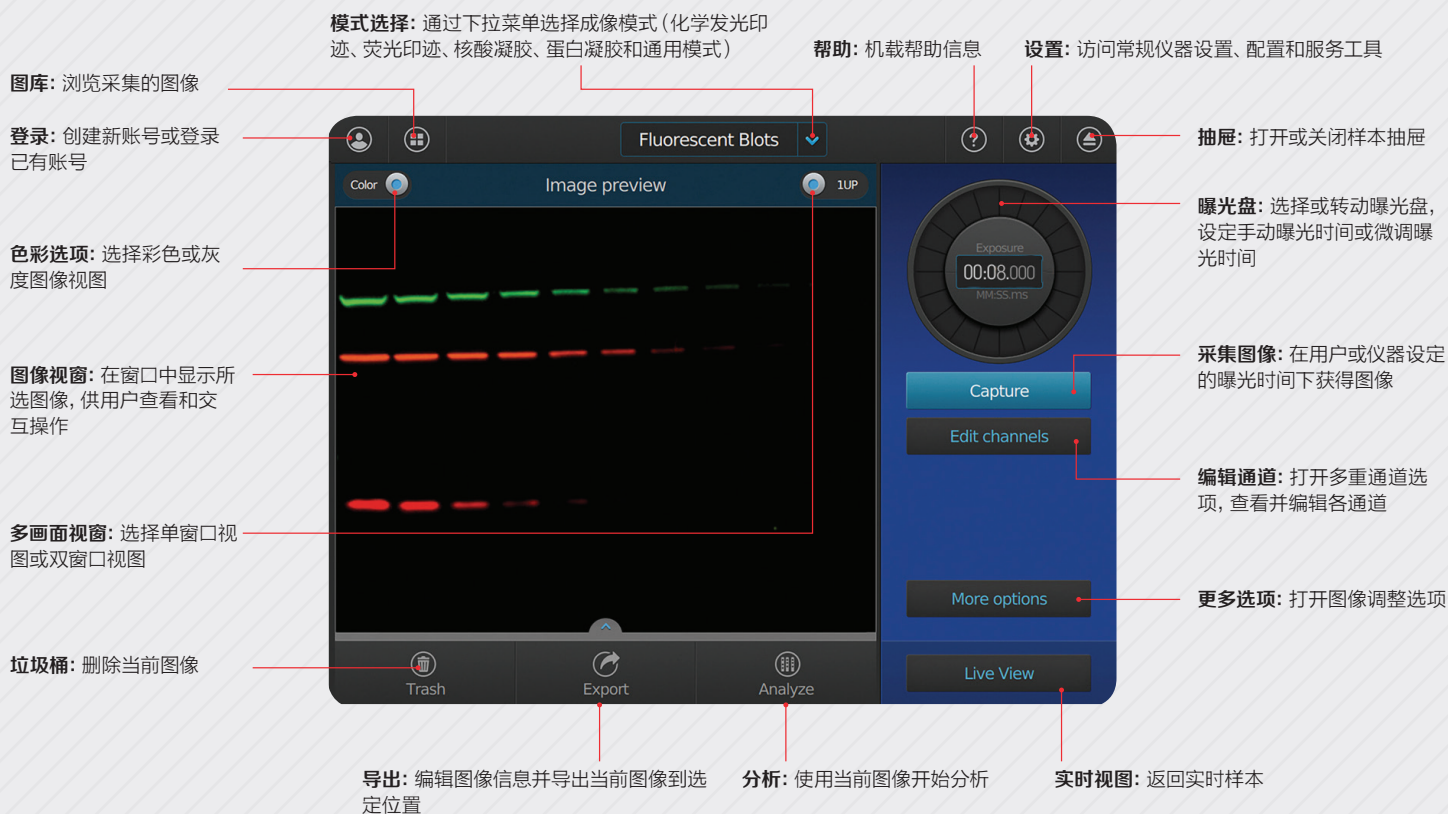 模式选择：通过下拉菜单选择成像模式（化学发光印
迹、荧光印迹、核酸凝胶、蛋白凝胶和通用模式）
帮助：机载帮助信息
设置：访问常规仪器设置、配置和服务工具
图库：浏览采集的图像
登录：创建新账号或登录
已有账号
色彩选项：选择彩色或灰
度图像视图
图像视窗：在窗口中显示所
选图像，供用户查看和交
互操作
多画面视窗：选择单窗口视
图或双窗口视图
垃圾桶：删除当前图像
Fluorescent Blots
?
Color
Image preview
1UP
Exposure
00:08.000
MM:SS.ms
Capture
Edit channels
More options
Live View
Trash
Export
Analyze
抽屉：打开或关闭样本抽屉
曝光盘：选择或转动曝光盘，
设定手动曝光时间或微调曝
光时间
采集图像：在用户或仪器设定
的曝光时间下获得图像
编辑通道：打开多重通道选
项，查看并编辑各通道
更多选项：打开图像调整选项
导出：编辑图像信息并导出当前图像到选
定位置
分析：使用当前图像开始分析
实时视图：返回实时样本